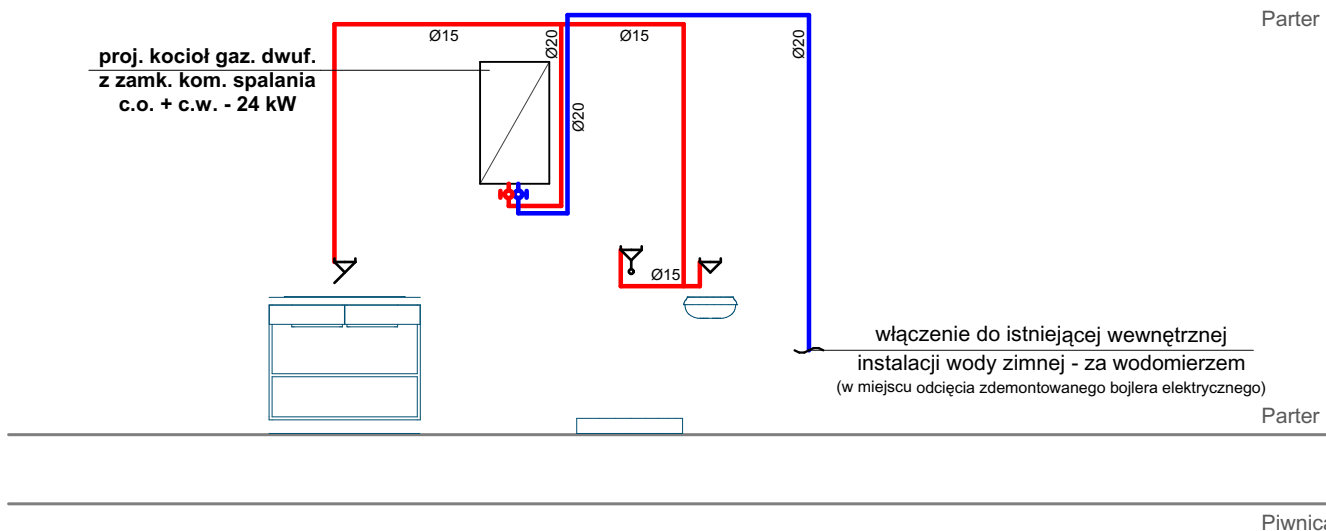 Parter
proj. kocioł gaz. dwuf.
z zamk. kom. spalania
c.o. + c.w. - 24 kW
Ø15
Ø20
Ø15
Ø20
Ø20
Ø15
włączenie do istniejącej wewnętrznej
instalacji wody zimnej - za wodomierzem
(w miejscu odcięcia zdemontowanego bojlera elektrycznego)
Parter
Piwnica